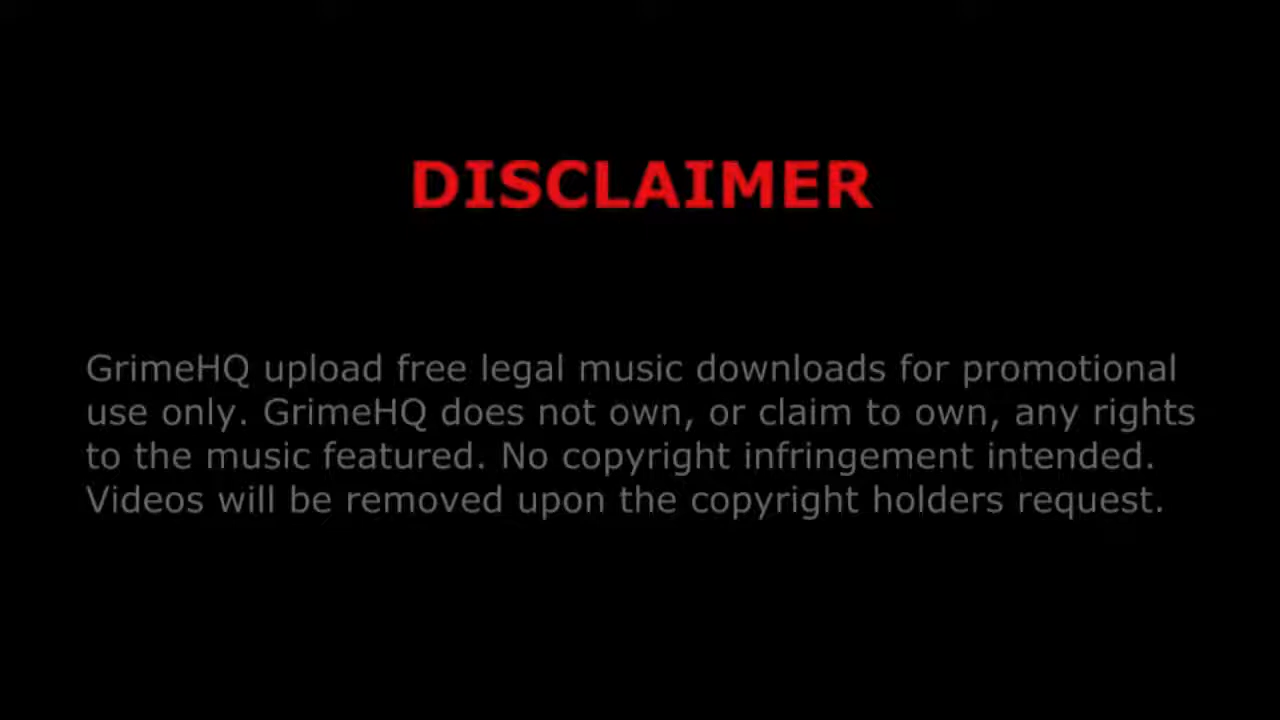 DISCLAIMER
GrimeHQ upload free legal music downloads for promotional
use only. GrimeHQ does not own, or claim to own, any rights
to the music featured. No copyright infringement intended.
Videos will be removed upon the copyright holders request.